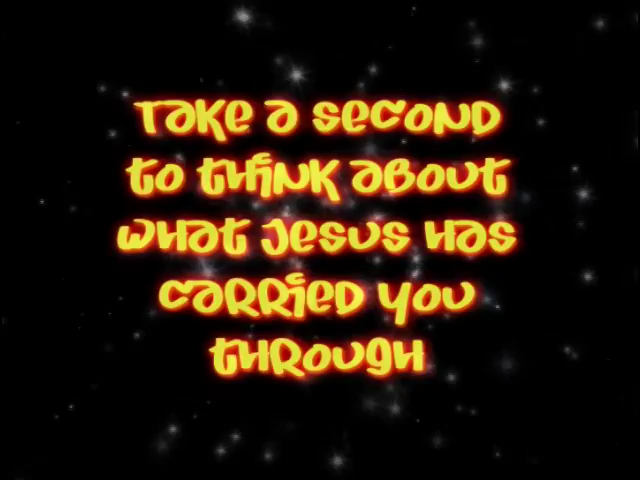 Take a second
to think about
what Jesus has
carried you
through